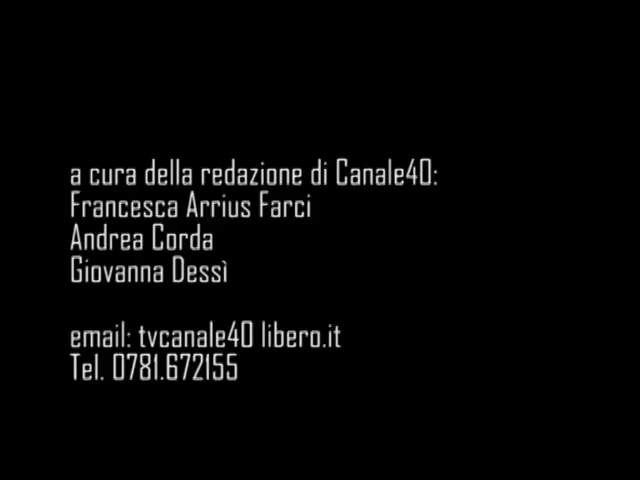 a cura della redazione di Canale40:
Francesca Arrius Farci
Andrea Corda
Giovanna Dessì
email: tvcanale40 libero.it
Tel. 0781.672155